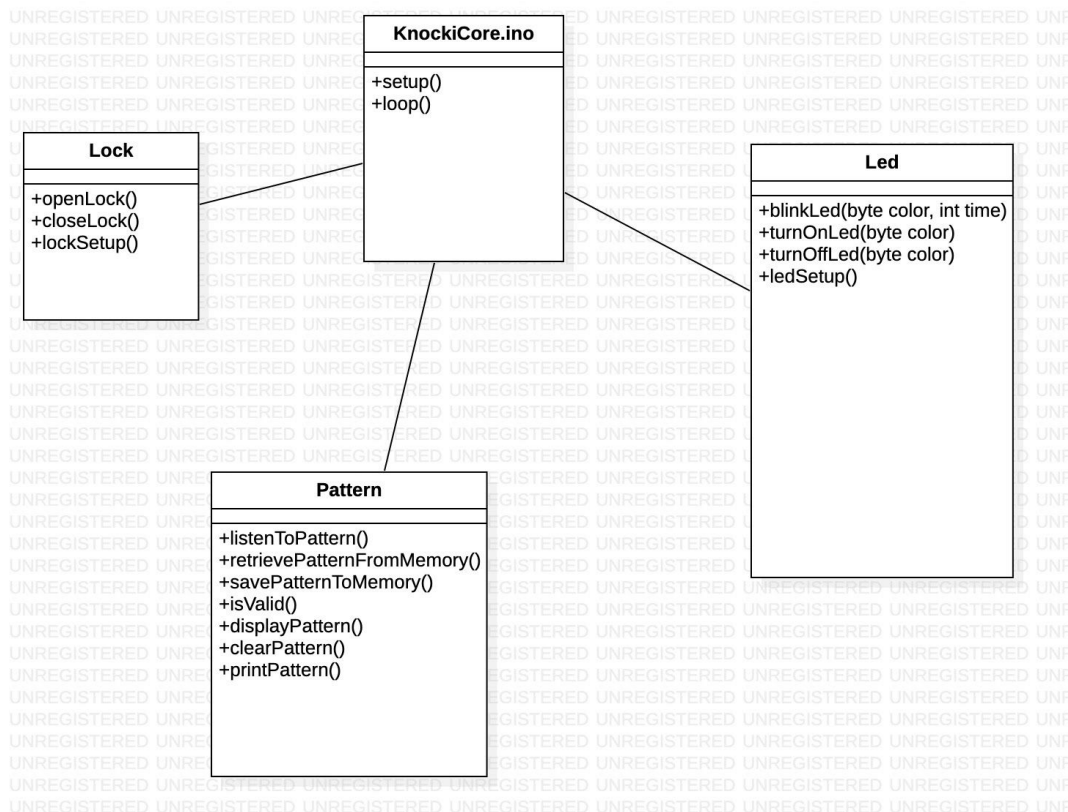 KnockiCore.ino
+setup()
+loop()
Lock
+openLock()
+closeLock()
+lockSetup()
Led
+blinkLed(byte color, int time)
+turnOnLed(byte color)
+turnOffLed(byte color)
+ledSetup()
Pattern
+listenToPattern()
+retrievePatternFromMemory()
+savePatternToMemory()
+isValid()
+displayPattern()
+clearPattern()
+printPattern()
UNREGISTERED